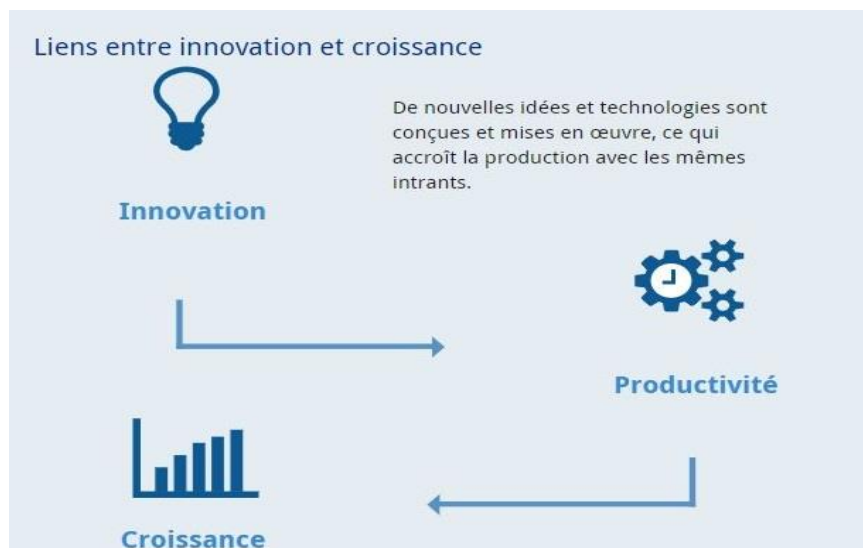 Liens entre innovation et croissance
De nouvelles idées et technologies sont
conçues et mises en œuvre, ce qui
accroît la production avec les mêmes
intrants.
Innovation
Productivité
Croissance